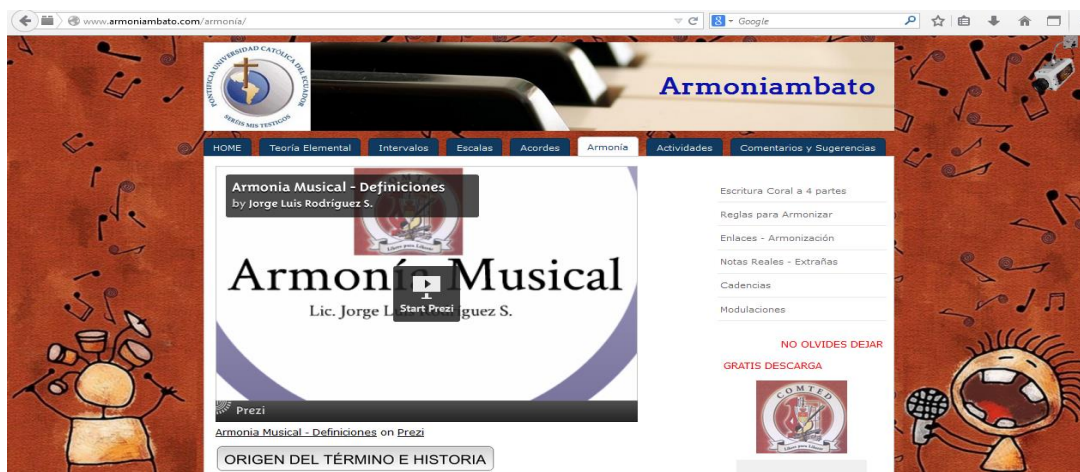 www.armoniambato.com/armonia/
Google
PONTIFICIA UNIVERSIDAD CATÓLICA DEL ECUADOR
SERÉIS MIS TESTIGOS
Armoniambato
HOME Teoría Elemental Intervalos Escalas Acordes Armonía Actividades Comentarios y Sugerencias
Armonia Musical - Definiciones
by Jorge Luis Rodríguez S.
Armonía Musical
Lic. Jorge Luis Rodríguez S.
Start Prezi
Prezi
Armonia Musical - Definiciones on Prezi
ORIGEN DEL TÉRMINO E HISTORIA
Escritura Coral a 4 partes
Reglas para Armonizar
Enlaces - Armonización
Notas Reales - Extrañas
Cadencias
Modulaciones
NO OLVIDES DEJAR
GRATIS DESCARGA
COMTED